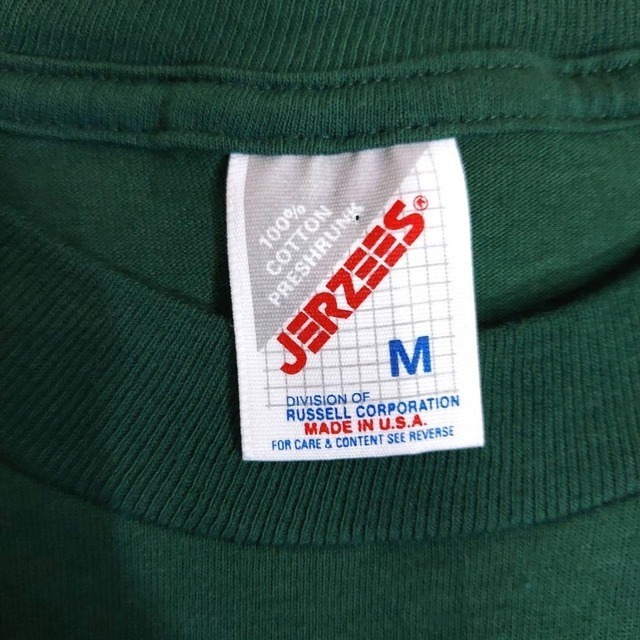 100%
COTTON
PRESHRUNK
JERZEES®
M
DIVISION OF
RUSSELL CORPORATION
MADE IN U.S.A.
FOR CARE & CONTENT SEE REVERSE